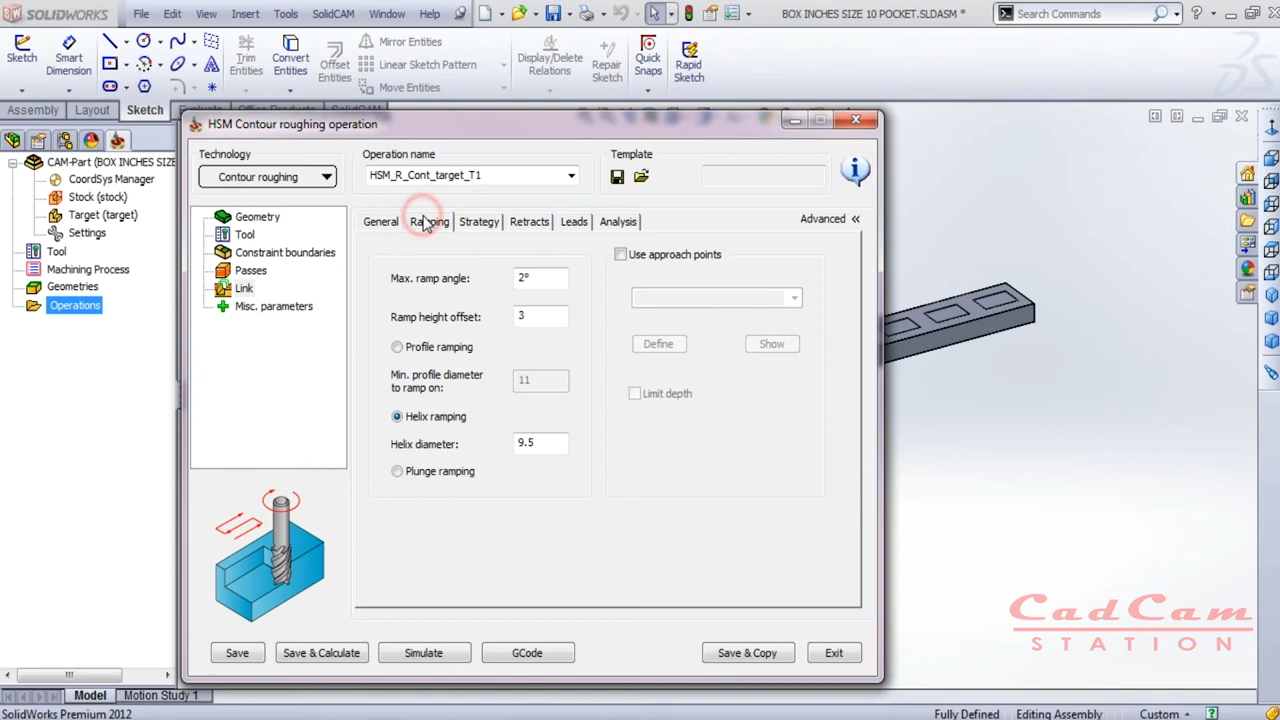 SOLIDWORKS File Edit View Insert Tools SolidCAM Window Help BOX INCHES SIZE 10 POCKET.SLDASM * Search Commands
Sketch Smart Dimension Trim Entities Convert Entities Offset Entities Mirror Entities Linear Sketch Pattern Move Entities Display/Delete Relations Repair Sketch Quick Snaps Rapid Sketch
Assembly Layout Sketch Evaluate Office Products SolidCAM
HSM Contour roughing operation
Technology
Contour roughing
Operation name
HSM_R_Cont_target_T1
Template
CAM-Part (BOX INCHES SIZE
CoordSys Manager
Stock (stock)
Target (target)
Settings
Tool
Machining Process
Geometries
Operations
Geometry
Tool
Constraint boundaries
Passes
Link
Misc. parameters
General Ramping Strategy Retracts Leads Analysis Advanced
Max. ramp angle: 2°
Ramp height offset: 3
Profile ramping
Min. profile diameter
to ramp on: 11
Helix ramping
Helix diameter: 9.5
Plunge ramping
Use approach points
Define Show
Limit depth
Save Save & Calculate Simulate GCode Save & Copy Exit
CadCam
STATION
Model Motion Study 1
SolidWorks Premium 2012 Fully Defined Editing Assembly Custom